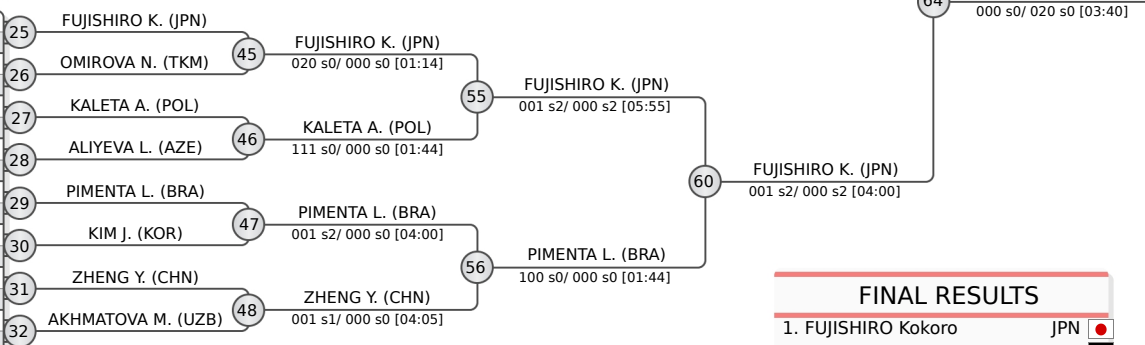 64
000 s0/ 020 s0 [03:40]
25
FUJISHIRO K. (JPN)
26
OMIROVA N. (TKM)
45
FUJISHIRO K. (JPN)
020 s0/ 000 s0 [01:14]
27
KALETA A. (POL)
28
ALIYEVA L. (AZE)
46
KALETA A. (POL)
111 s0/ 000 s0 [01:44]
55
FUJISHIRO K. (JPN)
001 s2/ 000 s2 [05:55]
29
PIMENTA L. (BRA)
30
KIM J. (KOR)
47
PIMENTA L. (BRA)
001 s2/ 000 s0 [04:00]
31
ZHENG Y. (CHN)
32
AKHMATOVA M. (UZB)
48
ZHENG Y. (CHN)
001 s1/ 000 s0 [04:05]
56
PIMENTA L. (BRA)
100 s0/ 000 s0 [01:44]
60
FUJISHIRO K. (JPN)
001 s2/ 000 s2 [04:00]
FINAL RESULTS
1. FUJISHIRO Kokoro JPN